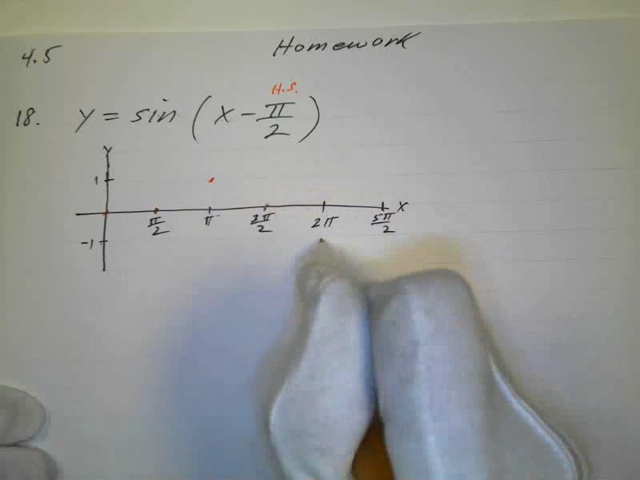 4.5 Homework
H.S.
18. y = sin (x - π/2)
y
1
x
π/2 π 3π/2 2π 5π/2
-1